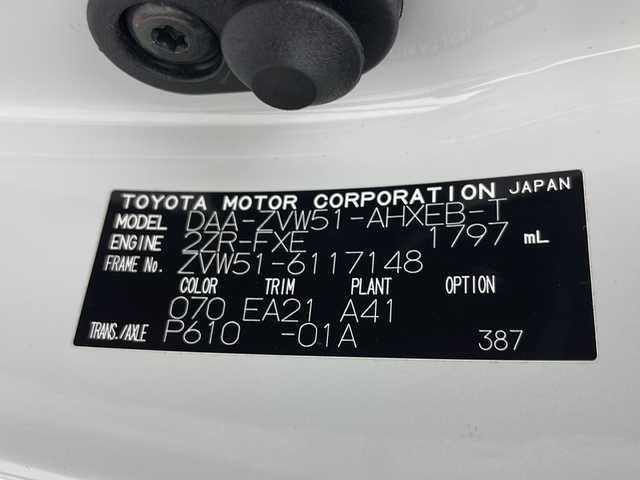 TOYOTA MOTOR CORPORATION JAPAN
MODEL DAA-ZVW51-AHXEB-T
ENGINE 2ZR-FXE 1797 mL
FRAME No. ZVW51-6117148
COLOR TRIM PLANT OPTION
070 EA21 A41
TRANS./AXLE P610 -01A 387